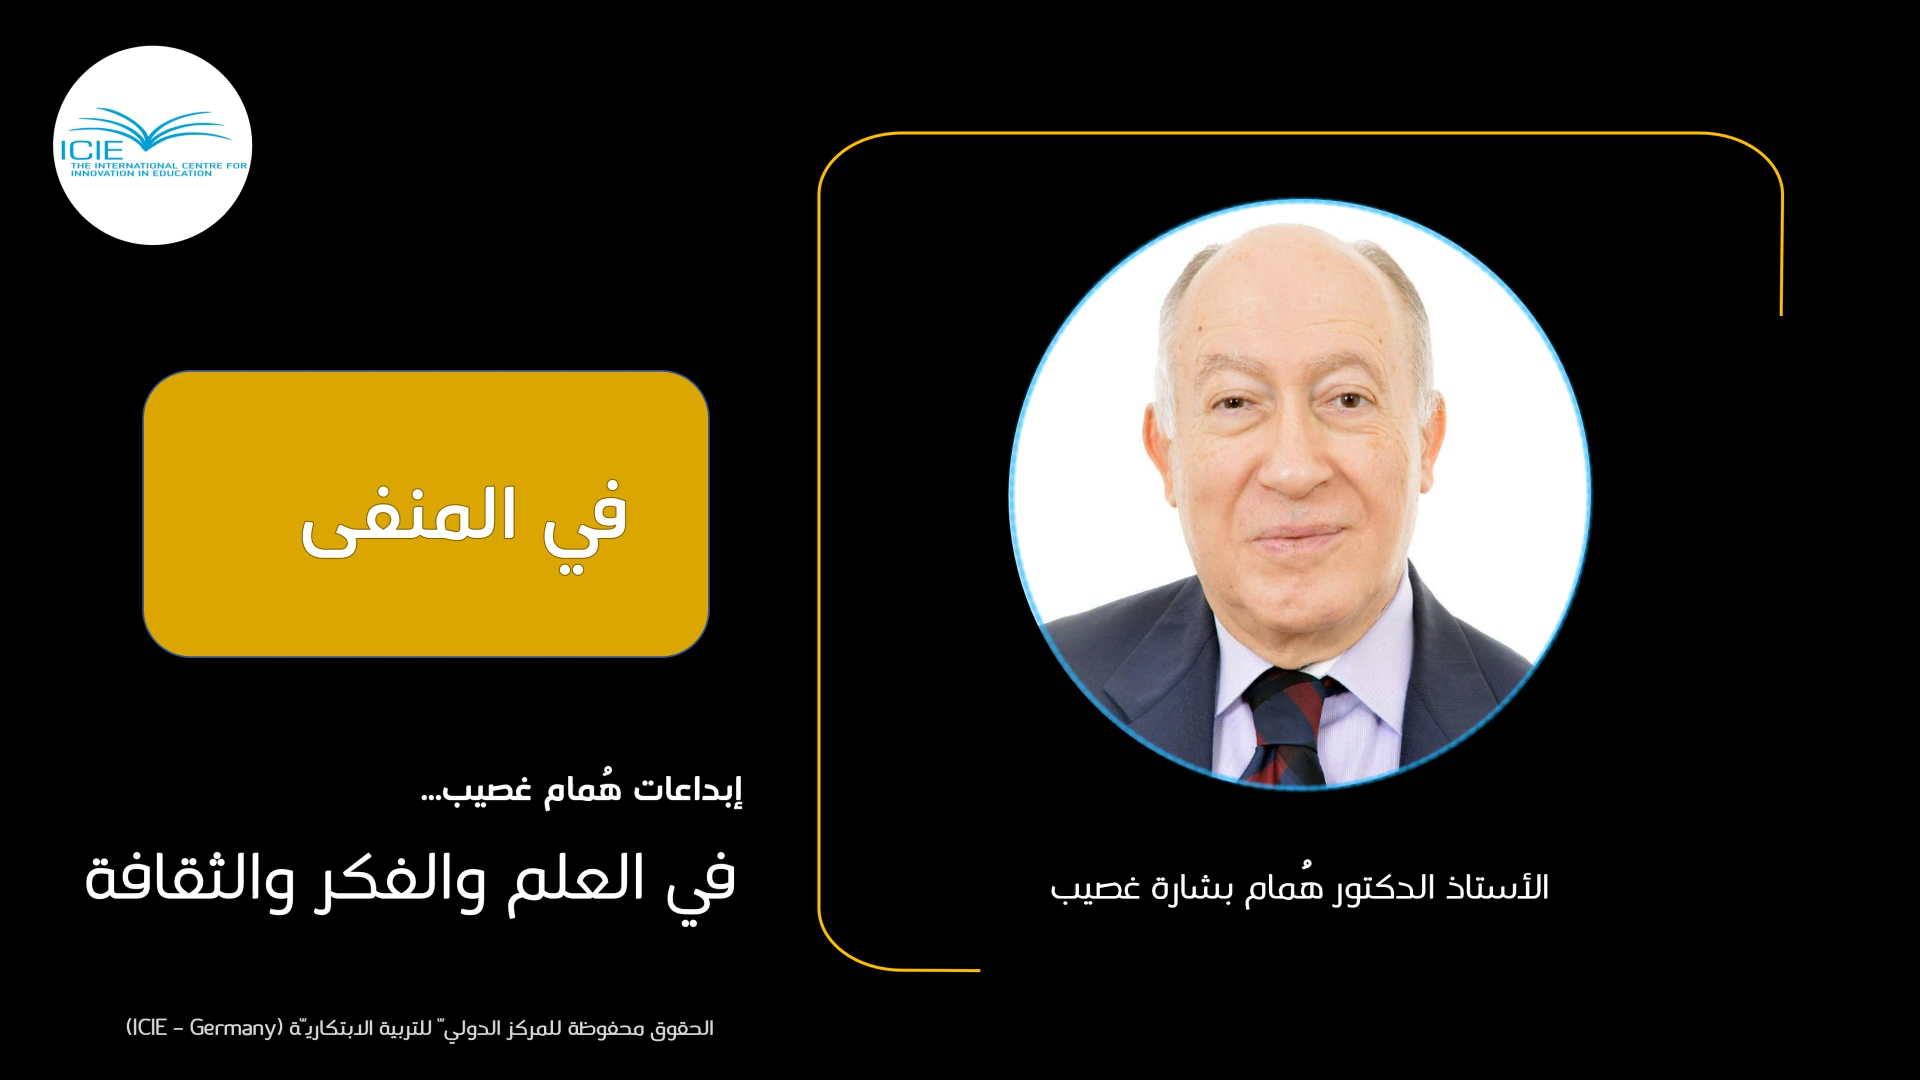 ICIE
THE INTERNATIONAL CENTRE FOR
INNOVATION IN EDUCATION
في المنفى
إبداعات هُمام غصيب...
في العلم والفكر والثقافة
الأستاذ الدكتور هُمام بشارة غصيب
الحقوق محفوظة للمركز الدوليّ للتربية الابتكاريّة (ICIE – Germany)